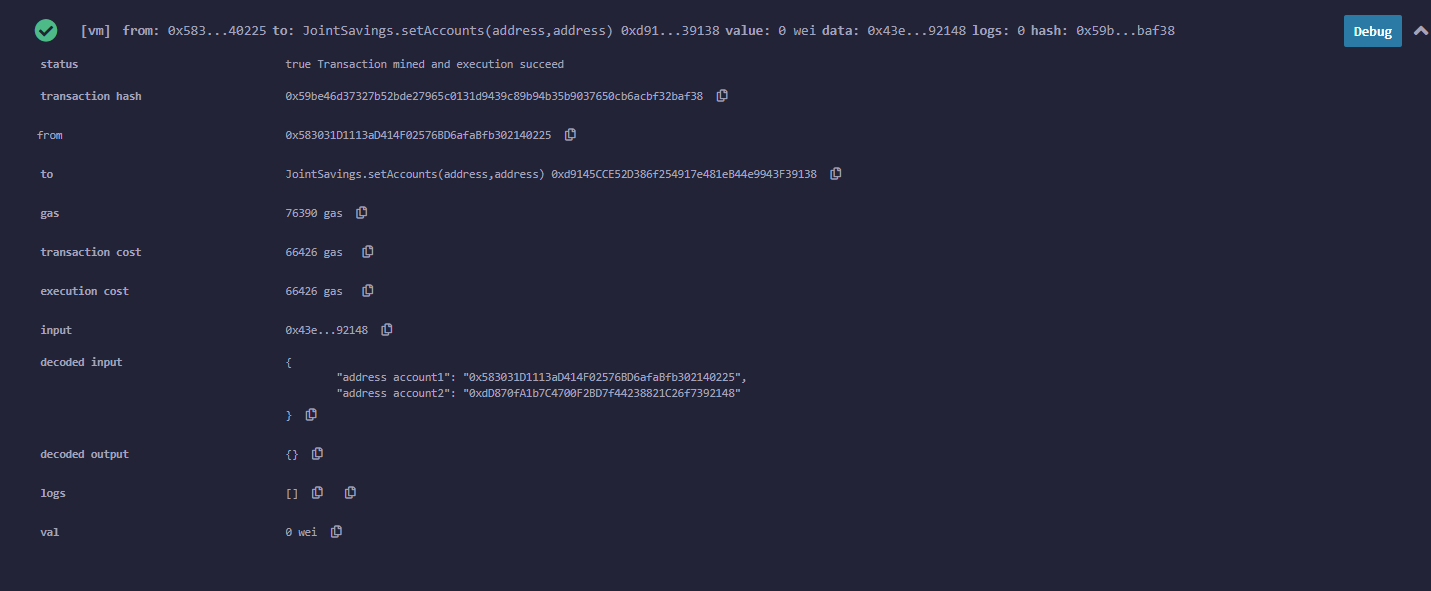 [vm] from: 0x583...40225 to: JointSavings.setAccounts(address,address) 0xd91...39138 value: 0 wei data: 0x43e...92148 logs: 0 hash: 0x59b...baf38 Debug
status true Transaction mined and execution succeed
transaction hash 0x59be46d37327b52bde27965c0131d9439c89b94b35b9037650cb6acbf32baf38
from 0x583031D1113aD414F02576BD6afaBfb302140225
to JointSavings.setAccounts(address,address) 0xd9145CCE52D386f254917e481eB44e9943F39138
gas 76390 gas
transaction cost 66426 gas
execution cost 66426 gas
input 0x43e...92148
decoded input {
"address account1": "0x583031D1113aD414F02576BD6afaBfb302140225",
"address account2": "0xdD870fA1b7C4700F2BD7f44238821C26f7392148"
}
decoded output {}
logs []
val 0 wei